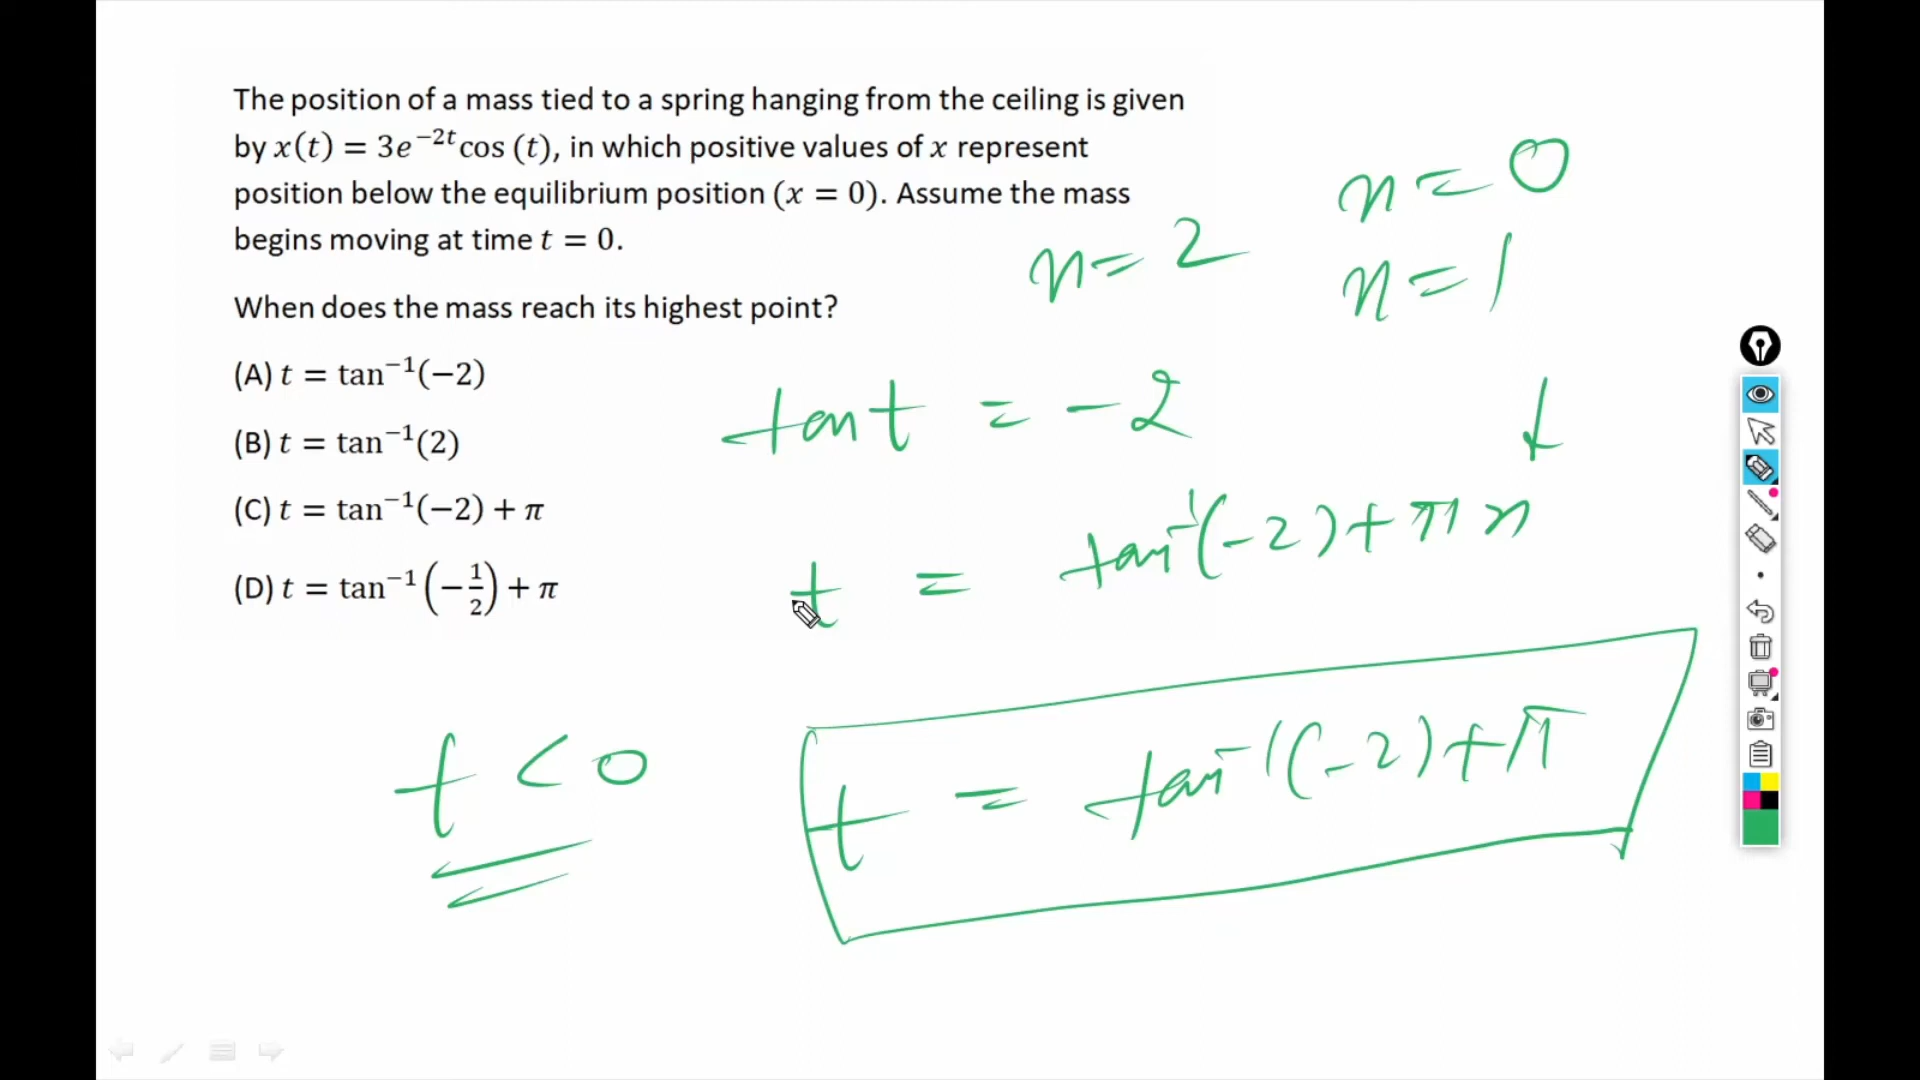 The position of a mass tied to a spring hanging from the ceiling is given
by x(t) = 3e⁻²ᵗcos (t), in which positive values of x represent
position below the equilibrium position (x = 0). Assume the mass
begins moving at time t = 0.
When does the mass reach its highest point?
(A) t = tan⁻¹(−2)
(B) t = tan⁻¹(2)
(C) t = tan⁻¹(−2) + π
(D) t = tan⁻¹(−1/2) + π
n = 0
n = 2
n = 1
tan t = -2
t
t = tan⁻¹(-2) + πn
t < 0
t = tan⁻¹(-2) + π